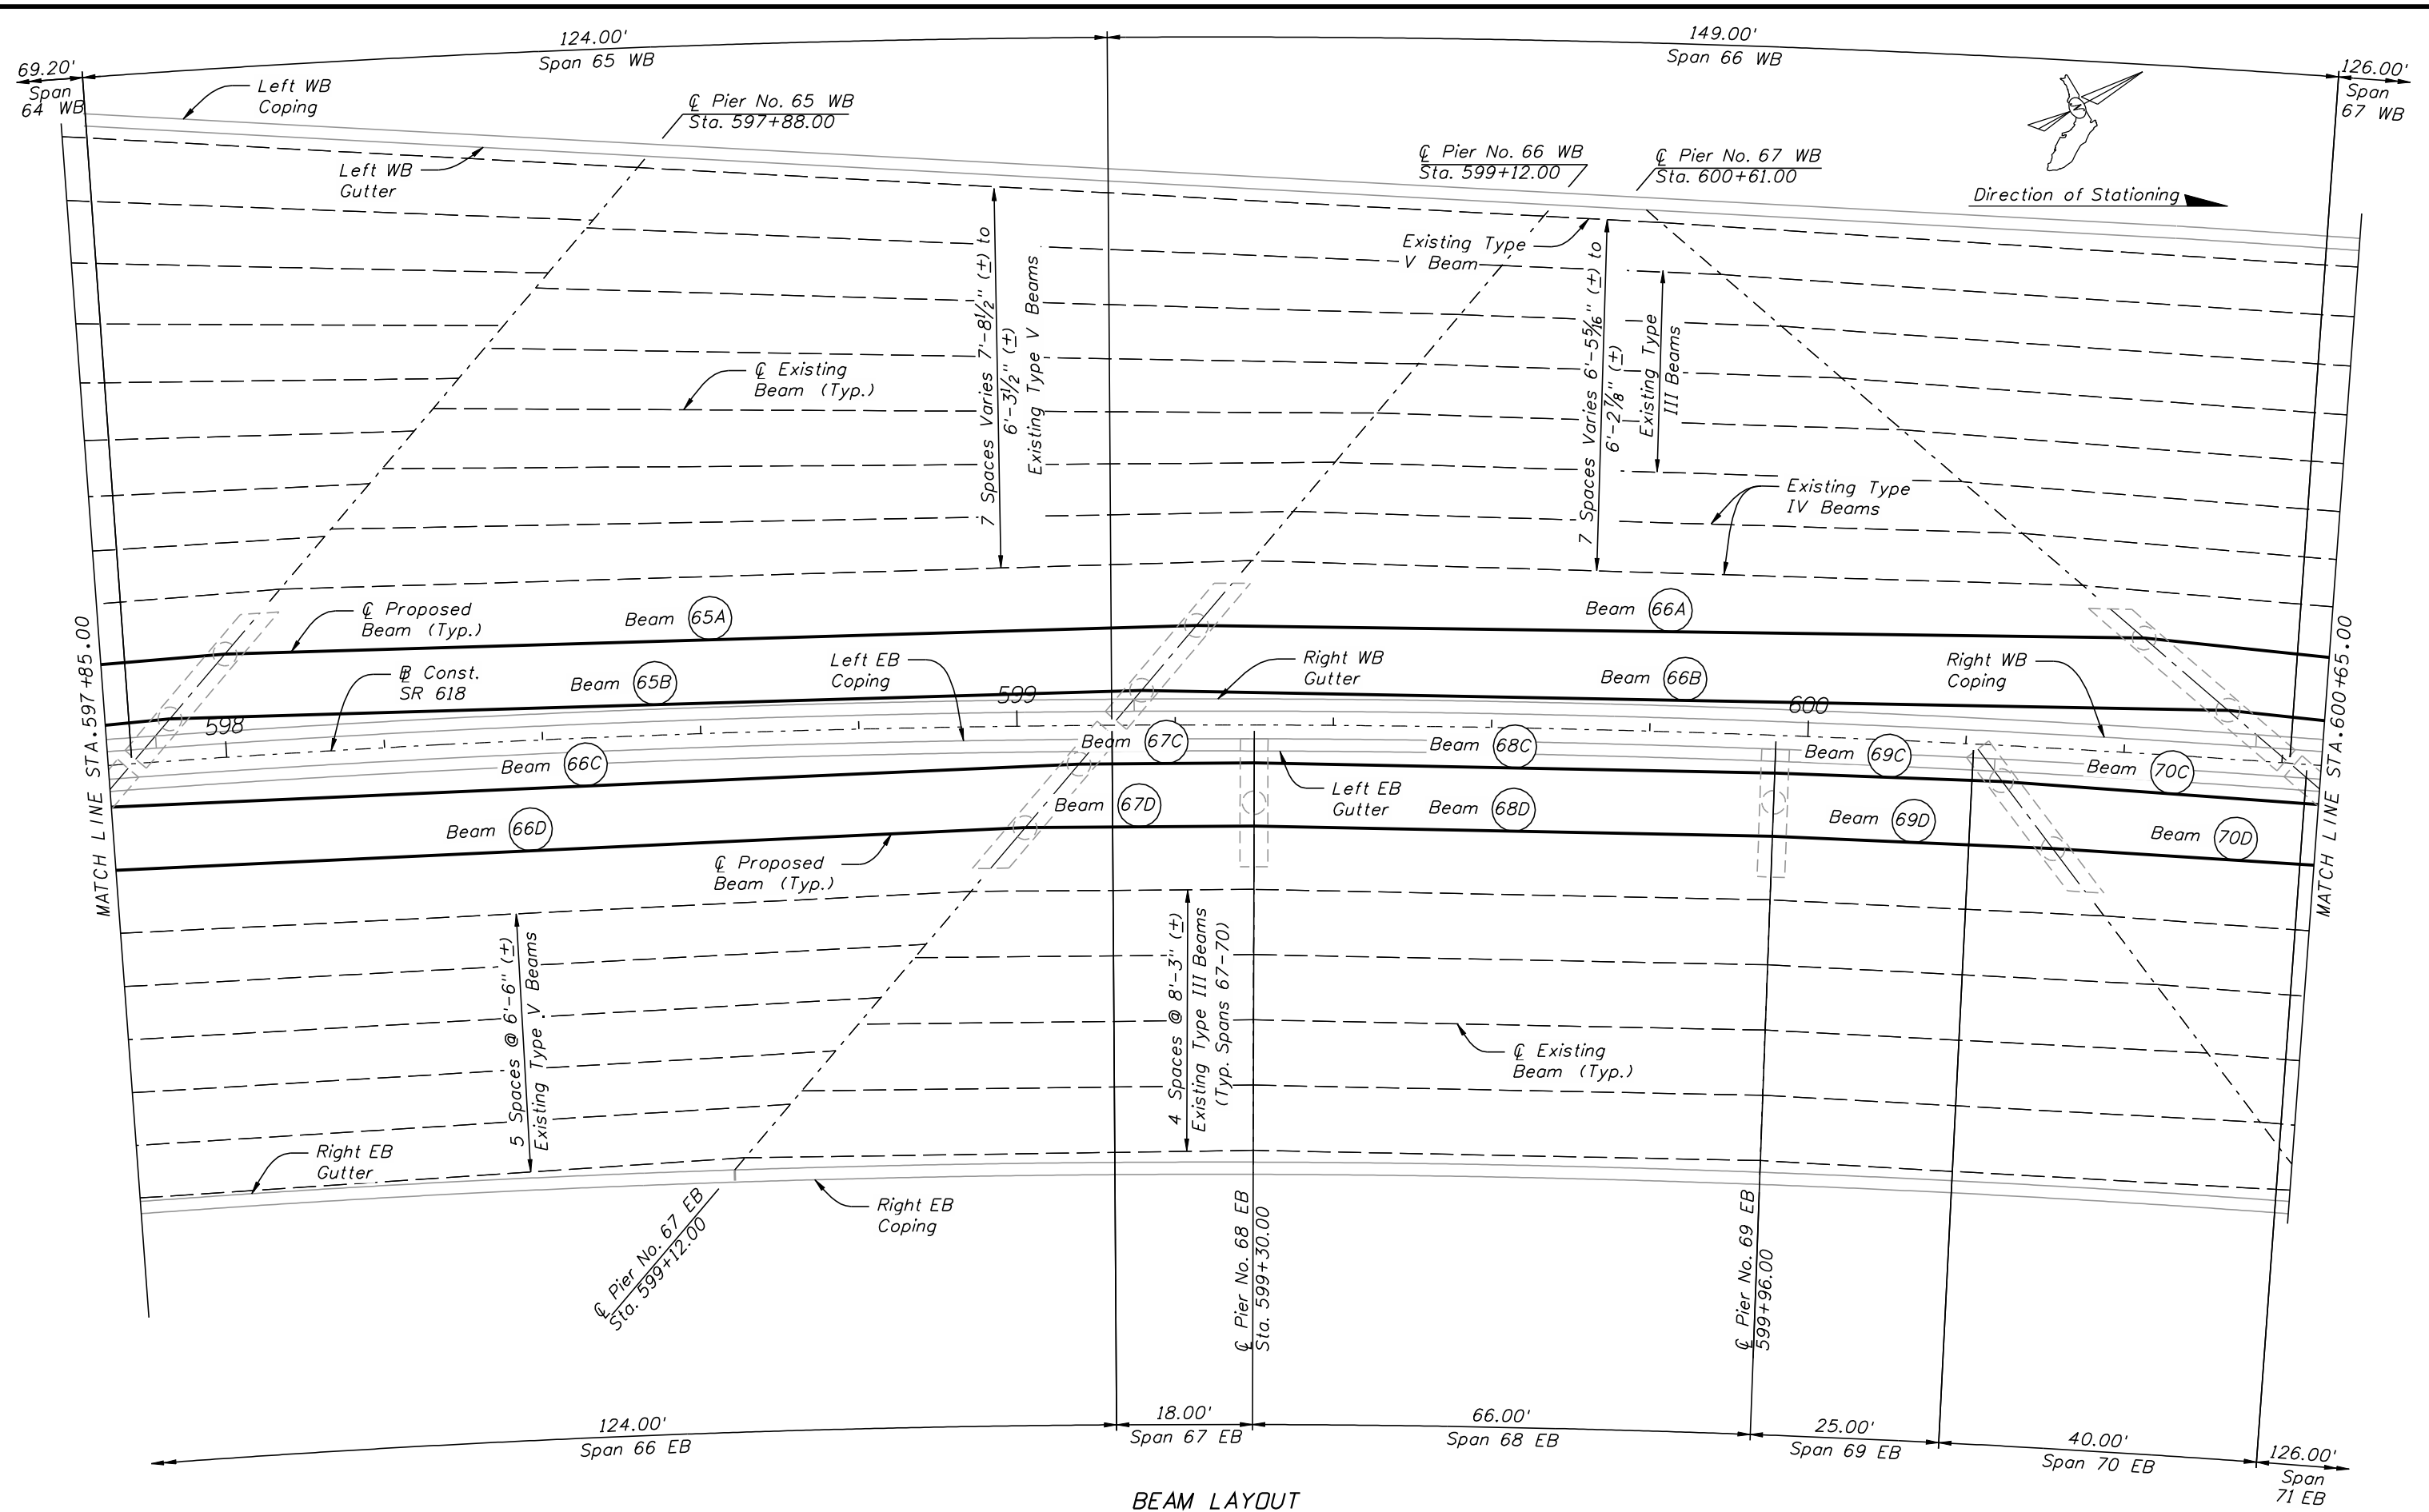 124.00'
Span 65 WB
149.00'
Span 66 WB
69.20'
Span
64 WB
126.00'
Span
67 WB
Left WB
Coping
℄ Pier No. 65 WB
Sta. 597+88.00
Left WB
Gutter
℄ Pier No. 66 WB
Sta. 599+12.00
℄ Pier No. 67 WB
Sta. 600+61.00
N
Direction of Stationing
Existing Type
V Beam
7 Spaces Varies 7'-8½" (±) to
6'-3½" (±)
Existing Type V Beams
7 Spaces Varies 6'-5⁵⁄₁₆" (±) to
6'-2⅞" (±)
Existing Type
III Beams
℄ Existing
Beam (Typ.)
Existing Type
IV Beams
MATCH LINE STA. 597+85.00
℄ Proposed
Beam (Typ.)
Beam 65A
Beam 66A
MATCH LINE STA. 600+65.00
℄ Const.
SR 618
Beam 65B
Left EB
Coping
Right WB
Gutter
Beam 66B
Right WB
Coping
598
599
600
Beam 66C
Beam 67C
Beam 68C
Beam 69C
Beam 70C
Left EB
Gutter
Beam 66D
Beam 67D
Beam 68D
Beam 69D
Beam 70D
℄ Proposed
Beam (Typ.)
5 Spaces @ 6'-6" (±)
Existing Type V Beams
4 Spaces @ 8'-3" (±)
Existing Type III Beams
(Typ. Spans 67-70)
℄ Existing
Beam (Typ.)
Right EB
Gutter
Right EB
Coping
℄ Pier No. 67 EB
Sta. 599+12.00
℄ Pier No. 68 EB
Sta. 599+30.00
℄ Pier No. 69 EB
599+96.00
124.00'
Span 66 EB
18.00'
Span 67 EB
66.00'
Span 68 EB
25.00'
Span 69 EB
40.00'
Span 70 EB
126.00'
Span
71 EB
BEAM LAYOUT